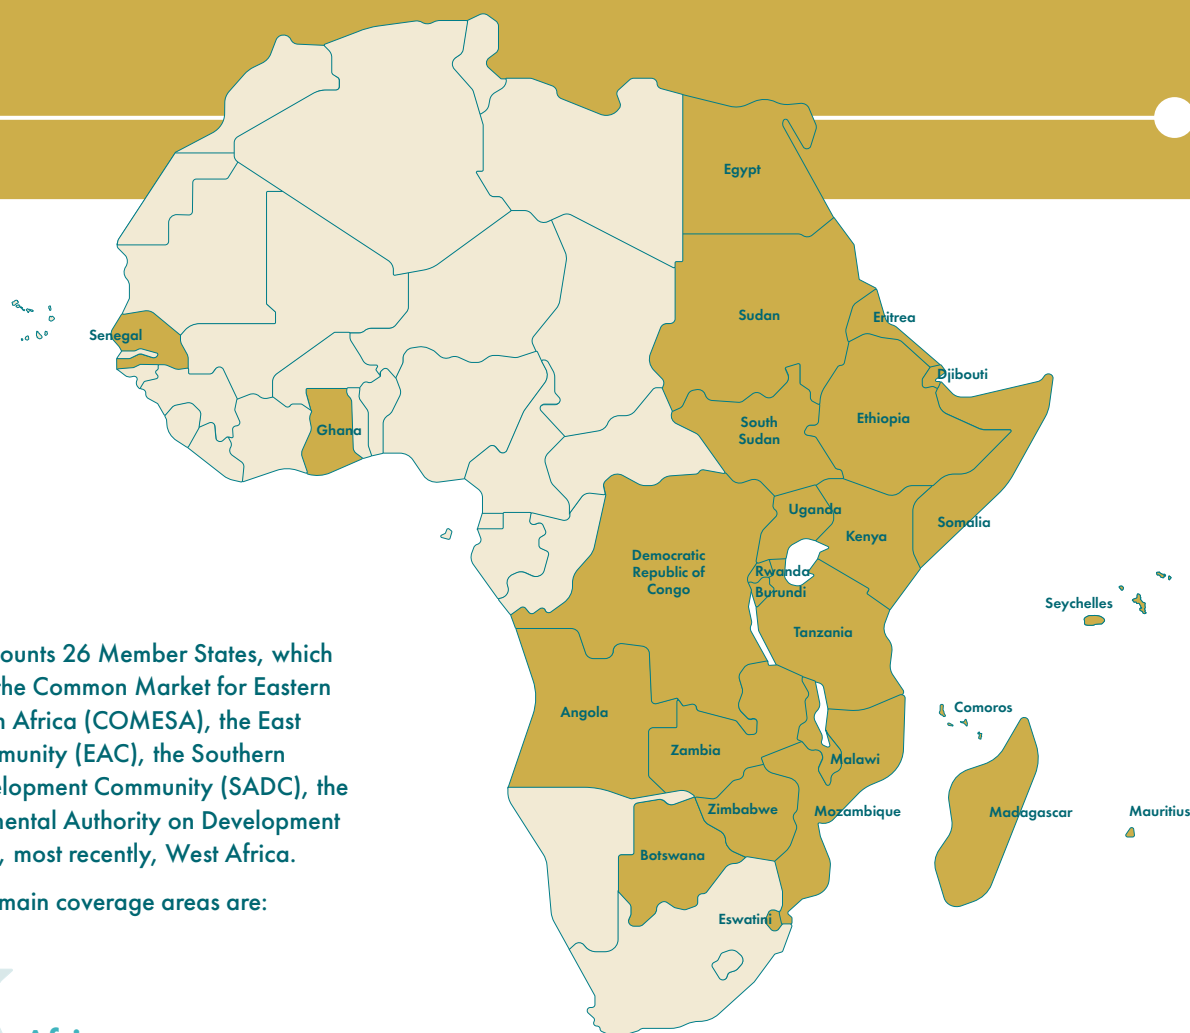 Egypt
Sudan
Eritrea
Senegal
Djibouti
Ethiopia
South
Sudan
Ghana
Uganda
Somalia
Kenya
Democratic
Republic of
Congo
Rwanda
Burundi
Seychelles
Tanzania
Angola
Comoros
Zambia
Malawi
Zimbabwe
Mozambique
Madagascar
Mauritius
Botswana
Eswatini
ounts 26 Member States, which
the Common Market for Eastern
n Africa (COMESA), the East
munity (EAC), the Southern
elopment Community (SADC), the
mental Authority on Development
, most recently, West Africa.
main coverage areas are: